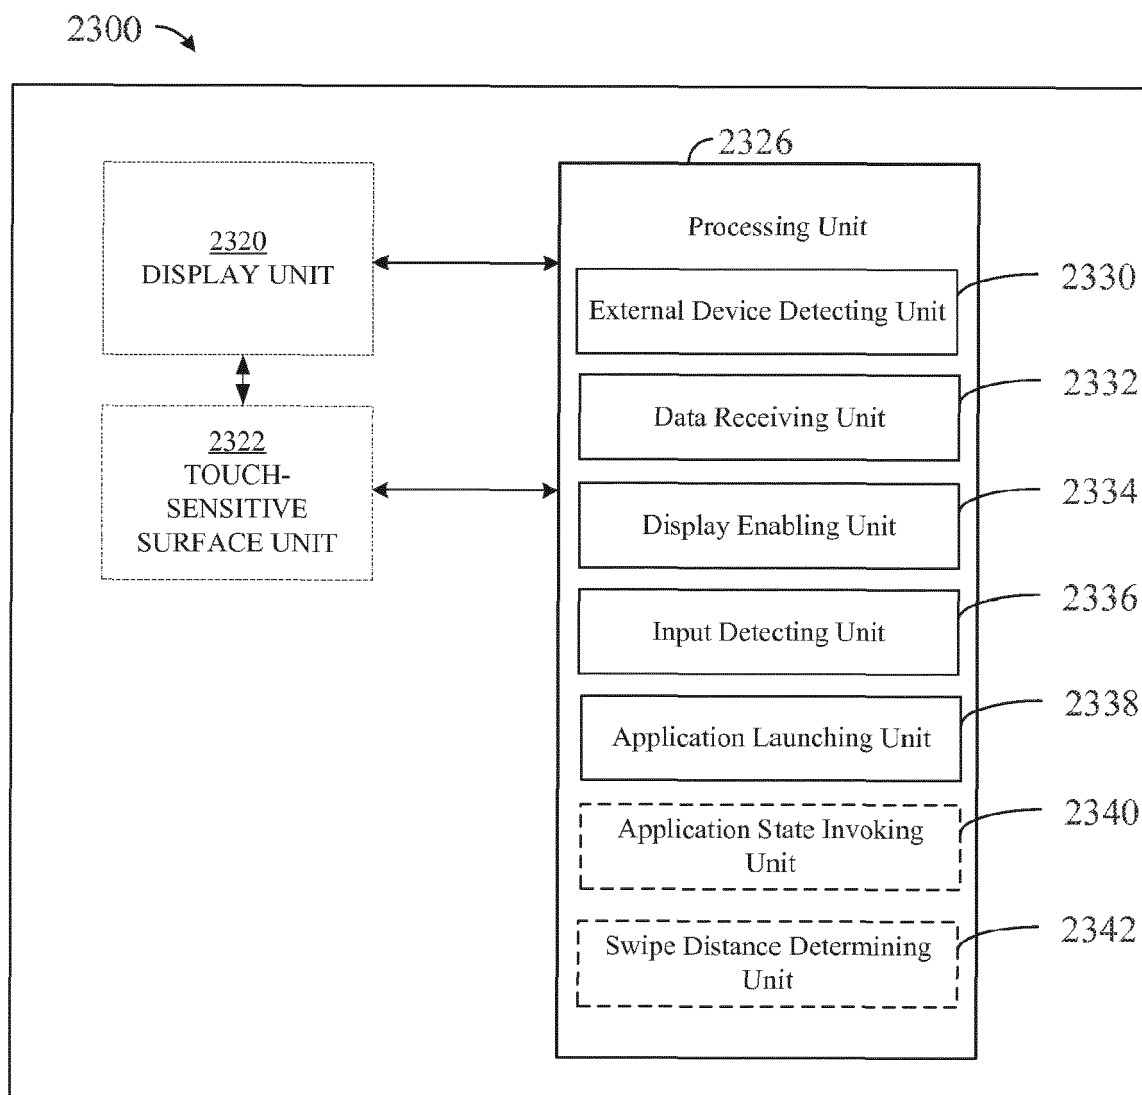 2300
2326
2320
DISPLAY UNIT
2322
TOUCH-
SENSITIVE
SURFACE UNIT
Processing Unit
External Device Detecting Unit
2330
Data Receiving Unit
2332
Display Enabling Unit
2334
Input Detecting Unit
2336
Application Launching Unit
2338
Application State Invoking
Unit
2340
Swipe Distance Determining
Unit
2342